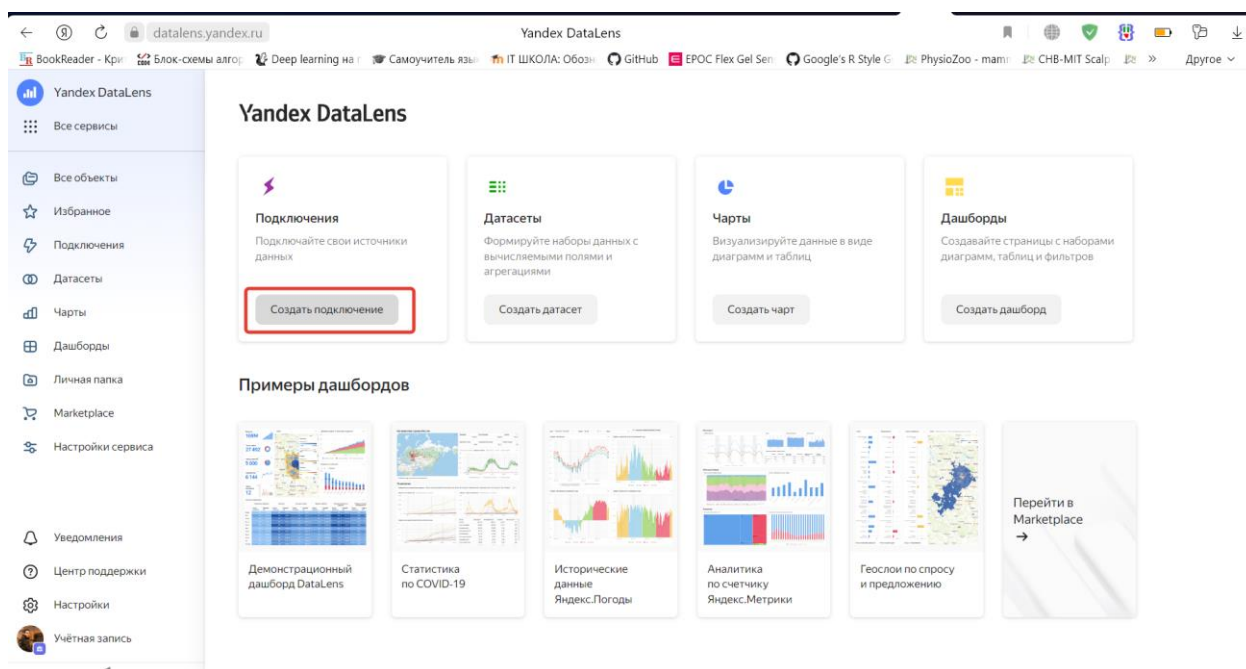 datalens.yandex.ru
Yandex DataLens
BookReader - Кри
Блок-схемы алгор
Deep learning на
Самоучитель язы
IT ШКОЛА: Обозн
GitHub
EPOC Flex Gel Sen
Google's R Style G
PhysioZoo - mam
CHB-MIT Scalp
»
Другое
Yandex DataLens
Все сервисы
Все объекты
Избранное
Подключения
Датасеты
Чарты
Дашборды
Личная папка
Marketplace
Настройки сервиса
Уведомления
Центр поддержки
Настройки
Учётная запись
Yandex DataLens
Подключения
Подключайте свои источники
данных
Создать подключение
Датасеты
Формируйте наборы данных с
вычисляемыми полями и
агрегациями
Создать датасет
Чарты
Визуализируйте данные в виде
диаграмм и таблиц
Создать чарт
Дашборды
Создавайте страницы с наборами
диаграмм, таблиц и фильтров
Создать дашборд
Примеры дашбордов
Демонстрационный
дашборд DataLens
Статистика
по COVID-19
Исторические
данные
Яндекс.Погоды
Аналитика
по счетчику
Яндекс.Метрики
Геослои по спросу
и предложению
Перейти в
Marketplace
→